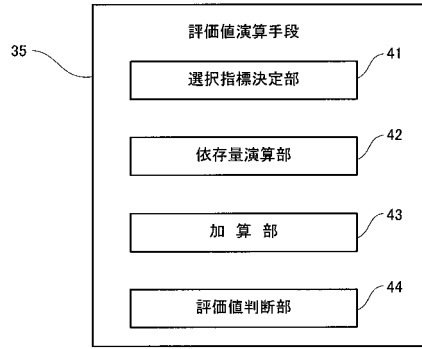 評価値演算手段
35
選択指標決定部
41
依存量演算部
42
加 算 部
43
評価値判断部
44